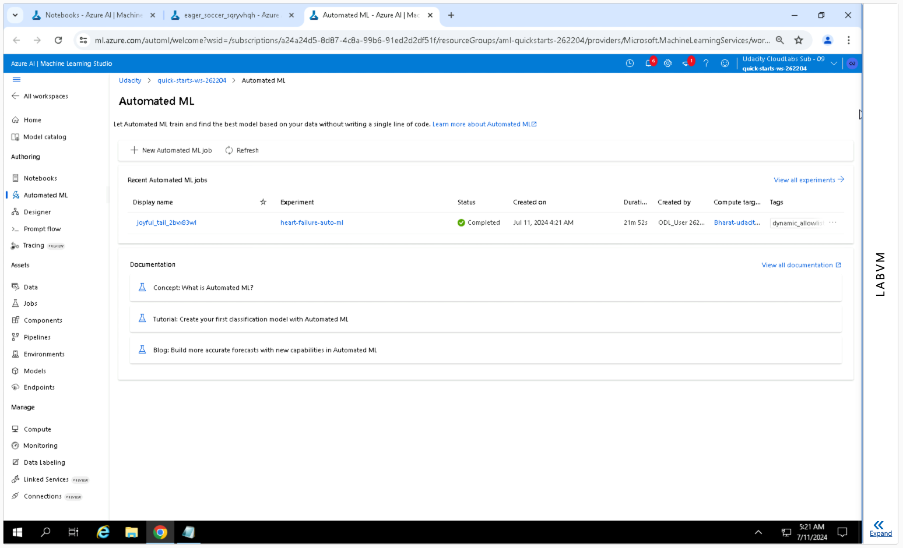 Notebooks - Azure AI | Machine
eager_soccer_sqryvhqh - Azure
Automated ML - Azure AI | Mac
ml.azure.com/automl/welcome?wsid=/subscriptions/a24a24d5-8d87-4c8a-99b6-91ed2d2df51f/resourceGroups/aml-quickstarts-262204/providers/Microsoft.MachineLearningServices/wor...
Azure AI | Machine Learning Studio
Udacity CloudLabs Sub - 09
quick-starts-ws-262204
All workspaces
Home
Model catalog
Authoring
Notebooks
Automated ML
Designer
Prompt flow
Tracing PREVIEW
Assets
Data
Jobs
Components
Pipelines
Environments
Models
Endpoints
Manage
Compute
Monitoring
Data Labeling
Linked Services PREVIEW
Connections PREVIEW
Udacity > quick-starts-ws-262204 > Automated ML
Automated ML
Let Automated ML train and find the best model based on your data without writing a single line of code. Learn more about Automated ML
New Automated ML job
Refresh
Recent Automated ML jobs
View all experiments
Display name Experiment Status Created on Durati... Created by Compute targ... Tags
heart-failure-auto-ml Completed Jul 11, 2024 4:21 AM 21m 52s ODL_User 262... Bharat-udacit...
Documentation
View all documentation
Concept: What is Automated ML?
Tutorial: Create your first classification model with Automated ML
Blog: Build more accurate forecasts with new capabilities in Automated ML
LABVM
Expand
5:21 AM
7/11/2024